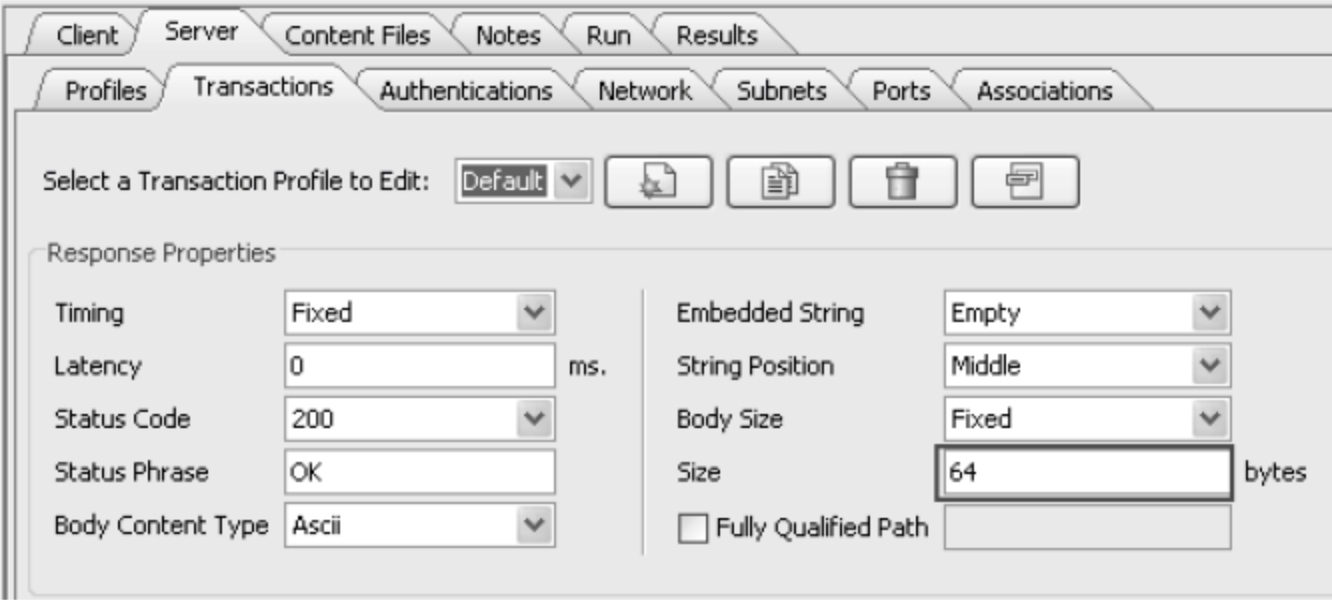 Client Server Content Files Notes Run Results
Profiles Transactions Authentications Network Subnets Ports Associations
Select a Transaction Profile to Edit: Default
Response Properties
Timing Fixed Embedded String Empty
Latency 0 ms. String Position Middle
Status Code 200 Body Size Fixed
Status Phrase OK Size 64 bytes
Body Content Type Ascii Fully Qualified Path